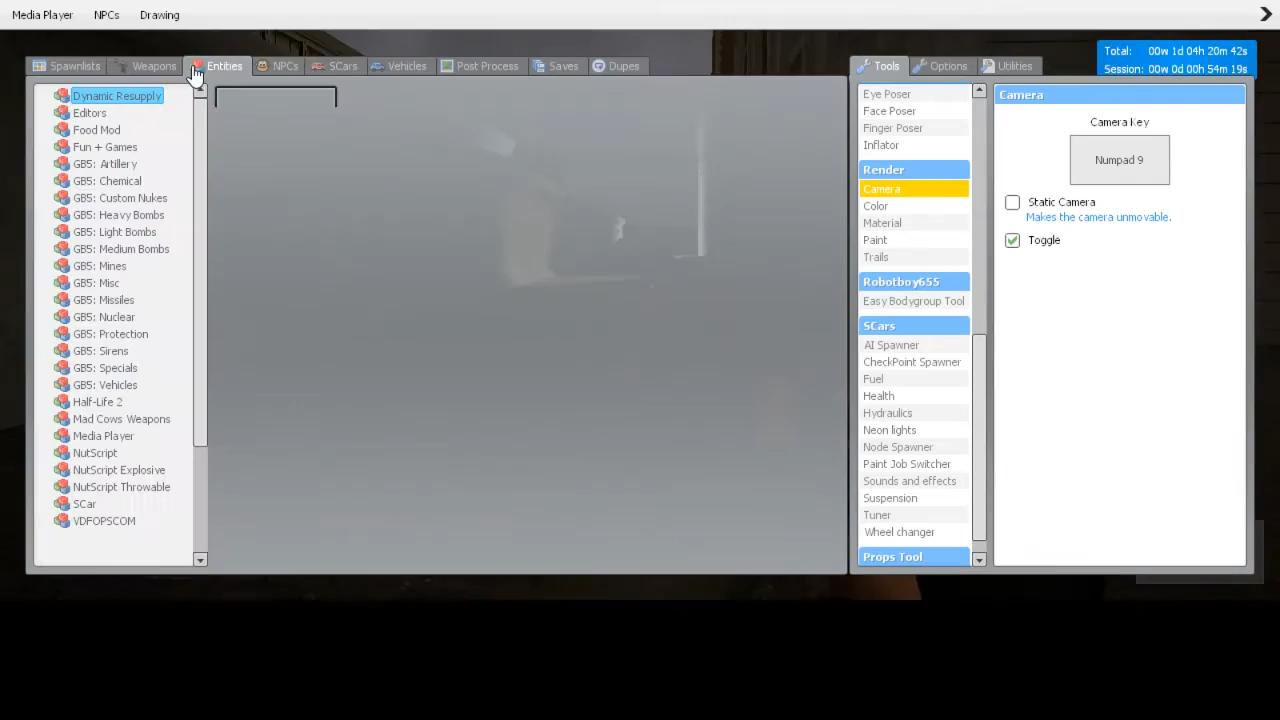 Media Player NPCs Drawing
Total: 00w 1d 04h 20m 42s
Session: 00w 0d 00h 54m 19s
Spawnlists Weapons Entities NPCs SCars Vehicles Post Process Saves Dupes
Dynamic Resupply
Editors
Food Mod
Fun + Games
GB5: Artillery
GB5: Chemical
GB5: Custom Nukes
GB5: Heavy Bombs
GB5: Light Bombs
GB5: Medium Bombs
GB5: Mines
GB5: Misc
GB5: Missiles
GB5: Nuclear
GB5: Protection
GB5: Sirens
GB5: Specials
GB5: Vehicles
Half-Life 2
Mad Cows Weapons
Media Player
NutScript
NutScript Explosive
NutScript Throwable
SCar
VDFOPSCOM
Tools Options Utilities
Eye Poser
Face Poser
Finger Poser
Inflator
Render
Camera
Color
Material
Paint
Trails
Robotboy655
Easy Bodygroup Tool
SCars
AI Spawner
CheckPoint Spawner
Fuel
Health
Hydraulics
Neon lights
Node Spawner
Paint Job Switcher
Sounds and effects
Suspension
Tuner
Wheel changer
Props Tool
Camera
Camera Key
Numpad 9
Static Camera
Makes the camera unmovable.
Toggle